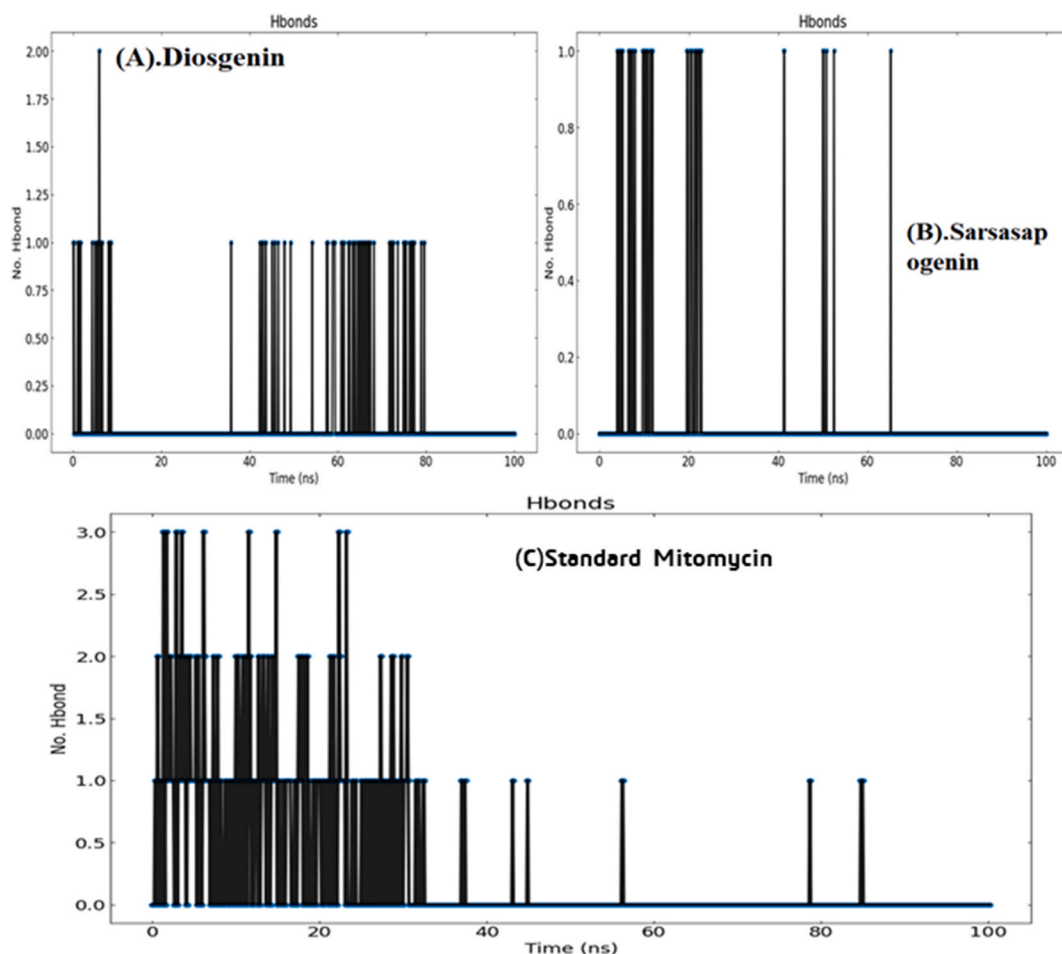 Hbonds
(A).Diosgenin
2.00
1.75
1.50
1.25
1.00
0.75
0.50
0.25
0.00
No. Hbond
0 20 40 60 80 100
Time (ns)
Hbonds
1.0
0.8
0.6
0.4
0.2
0.0
No. Hbond
(B).Sarsasap
ogenin
0 20 40 60 80 100
Time (ns)
Hbonds
(C)Standard Mitomycin
3.0
2.5
2.0
1.5
1.0
0.5
0.0
No. Hbond
0 20 40 60 80 100
Time (ns)